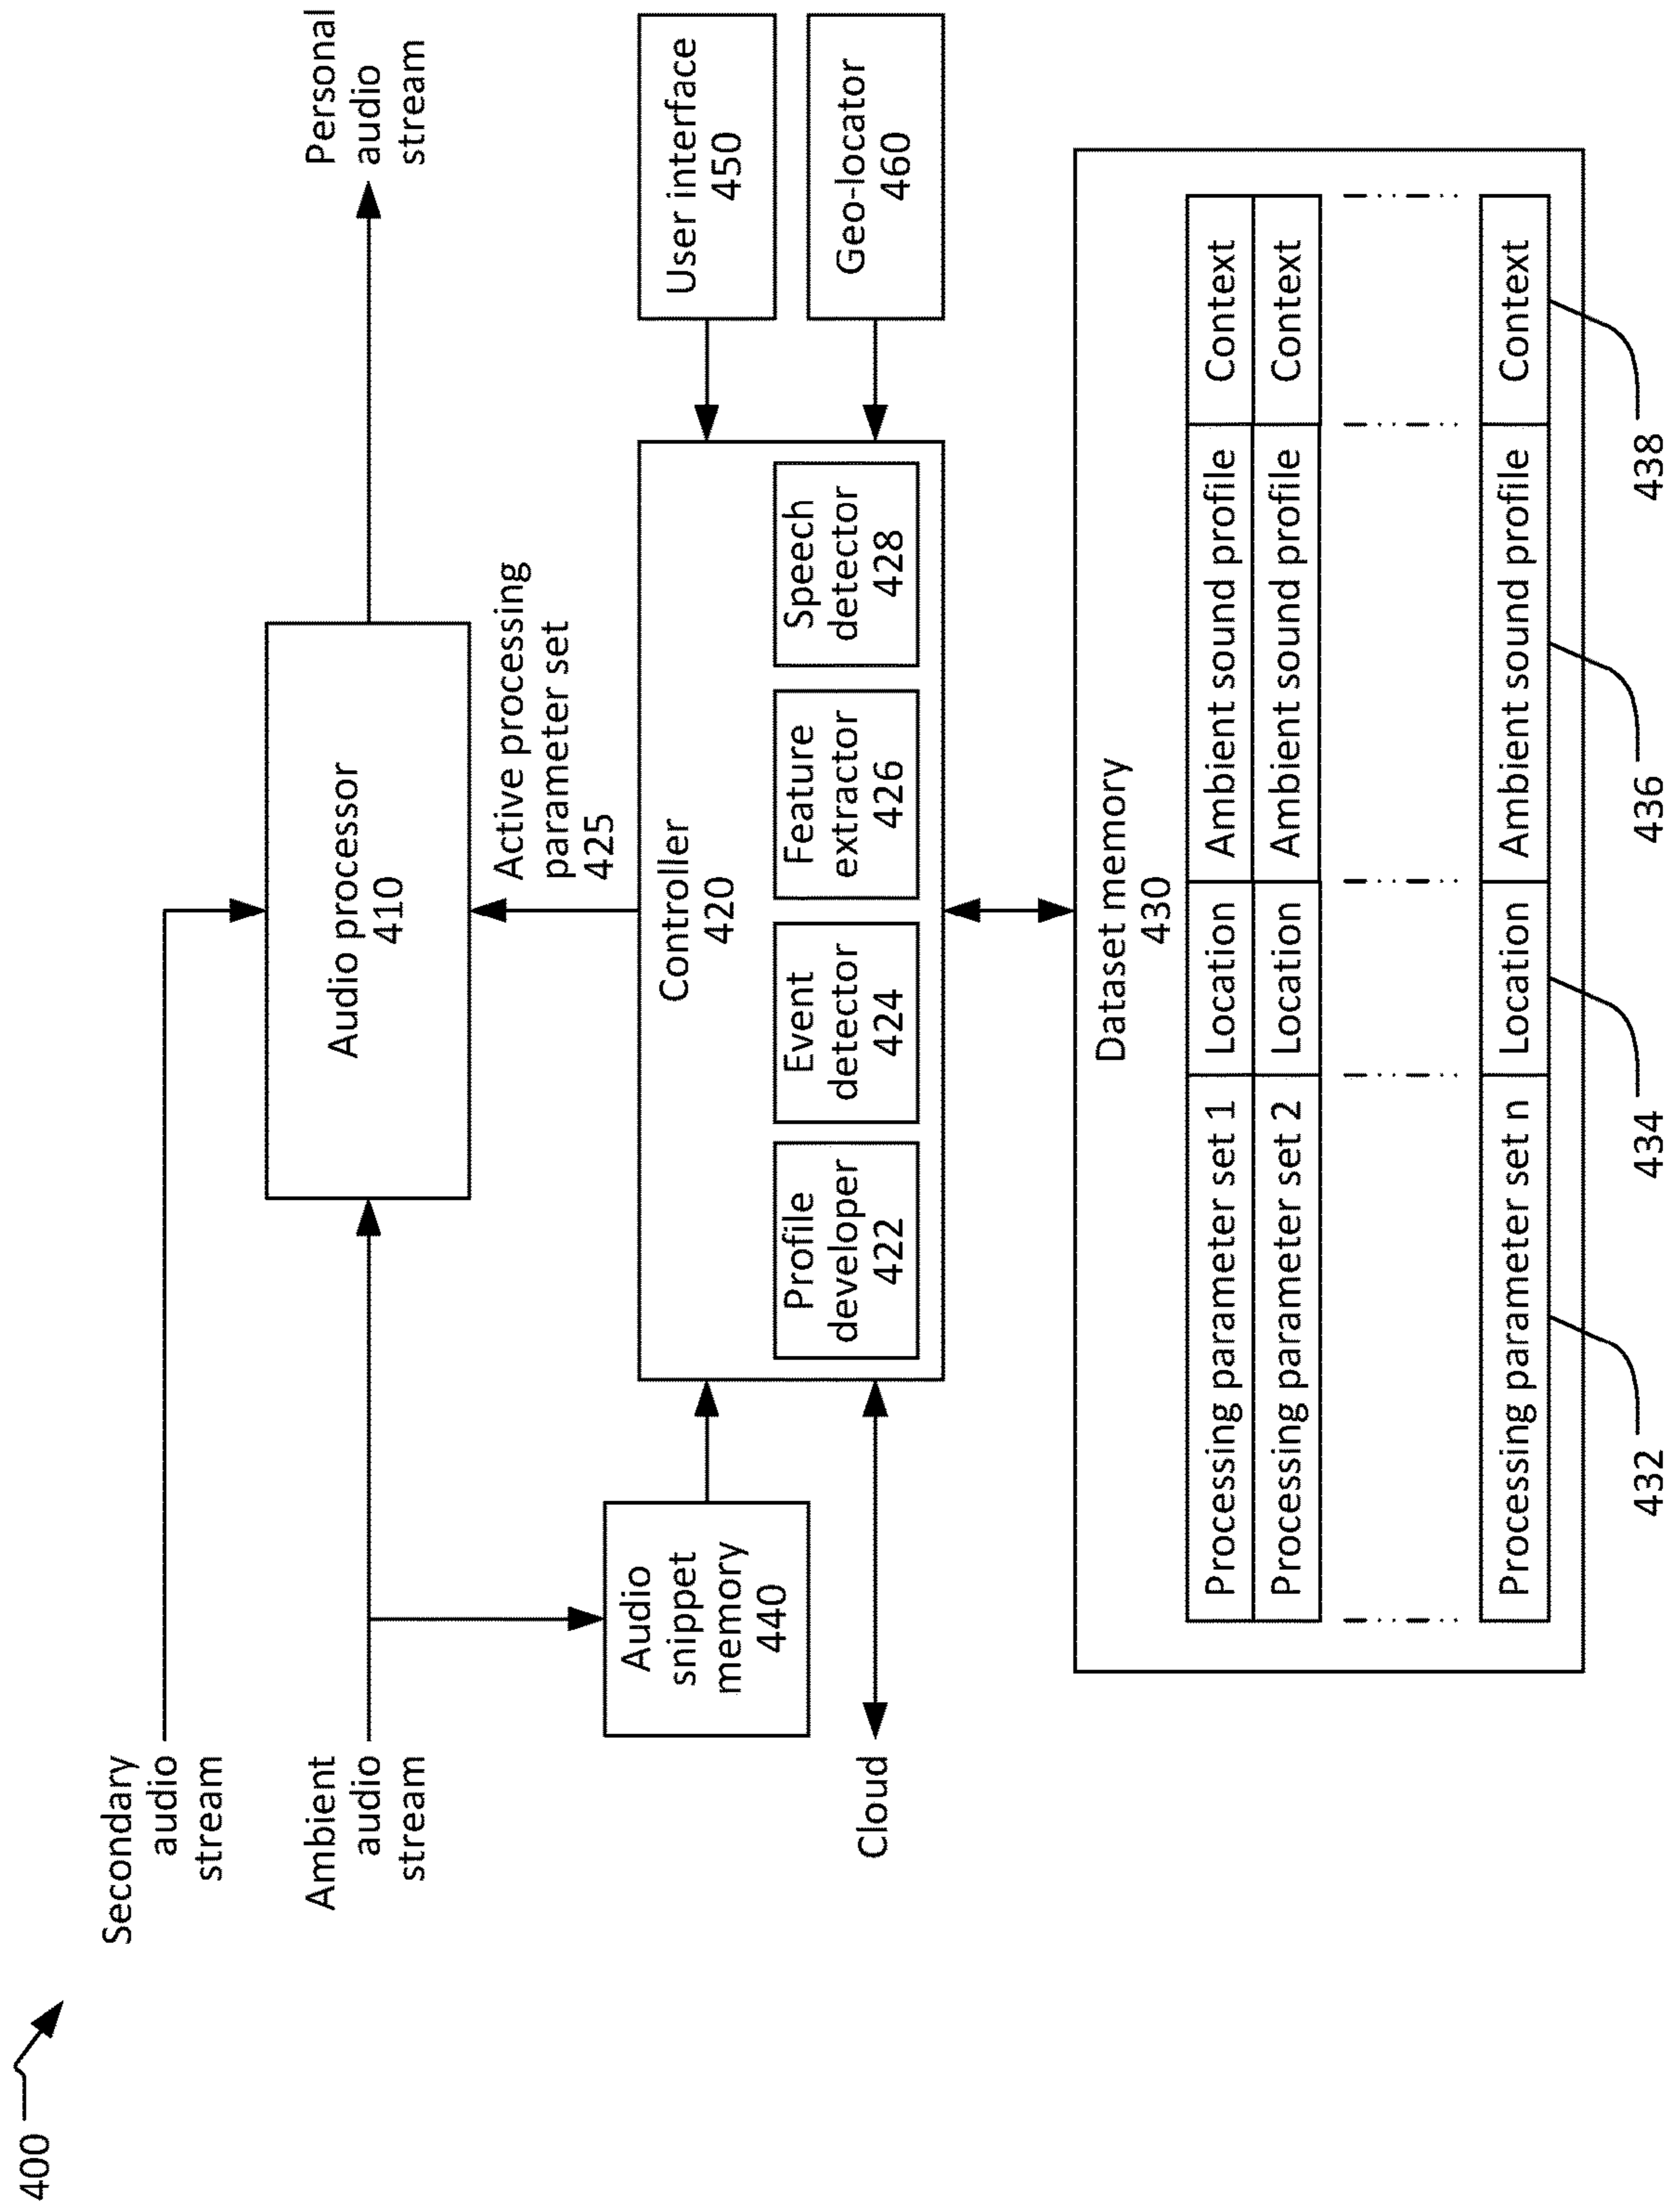 400
Secondary
audio
stream
Ambient
audio
stream
Personal
audio
stream
Audio processor
410
Active processing
parameter set
425
Audio
snippet
memory
440
Cloud
Controller
420
Profile
developer
422
Event
detector
424
Feature
extractor
426
Speech
detector
428
User interface
450
Geo-locator
460
Dataset memory
430
Processing parameter set 1 Location Ambient sound profile Context
Processing parameter set 2 Location Ambient sound profile Context
Processing parameter set n Location Ambient sound profile Context
432 434 436 438